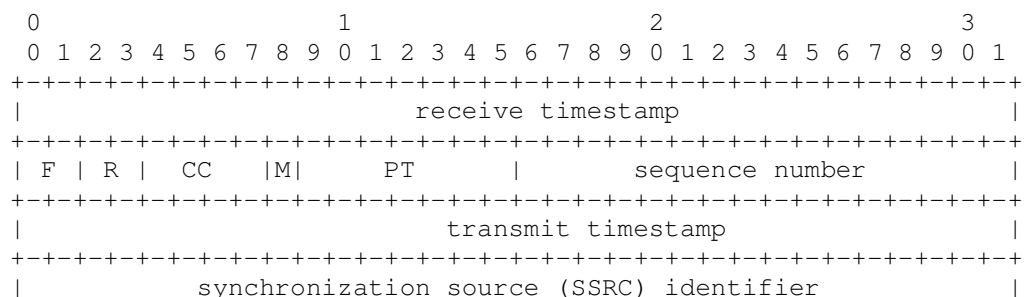 0                   1                   2                   3
 0 1 2 3 4 5 6 7 8 9 0 1 2 3 4 5 6 7 8 9 0 1 2 3 4 5 6 7 8 9 0 1
+-+-+-+-+-+-+-+-+-+-+-+-+-+-+-+-+-+-+-+-+-+-+-+-+-+-+-+-+-+-+-+-+
|                         receive timestamp                     |
+-+-+-+-+-+-+-+-+-+-+-+-+-+-+-+-+-+-+-+-+-+-+-+-+-+-+-+-+-+-+-+-+
| F | R |  CC   |M|     PT      |       sequence number         |
+-+-+-+-+-+-+-+-+-+-+-+-+-+-+-+-+-+-+-+-+-+-+-+-+-+-+-+-+-+-+-+-+
|                           transmit timestamp                  |
+-+-+-+-+-+-+-+-+-+-+-+-+-+-+-+-+-+-+-+-+-+-+-+-+-+-+-+-+-+-+-+-+
|           synchronization source (SSRC) identifier            |